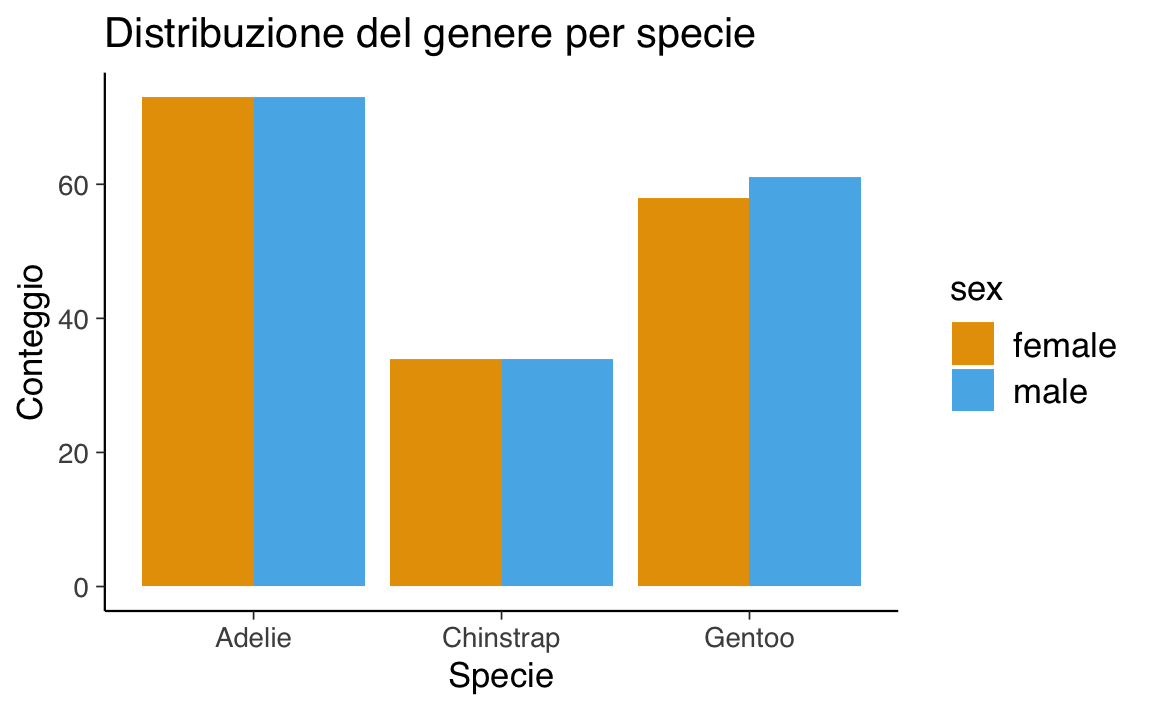 Distribuzione del genere per specie
Conteggio
60
40
20
0
Adelie Chinstrap Gentoo
Specie
sex
female
male